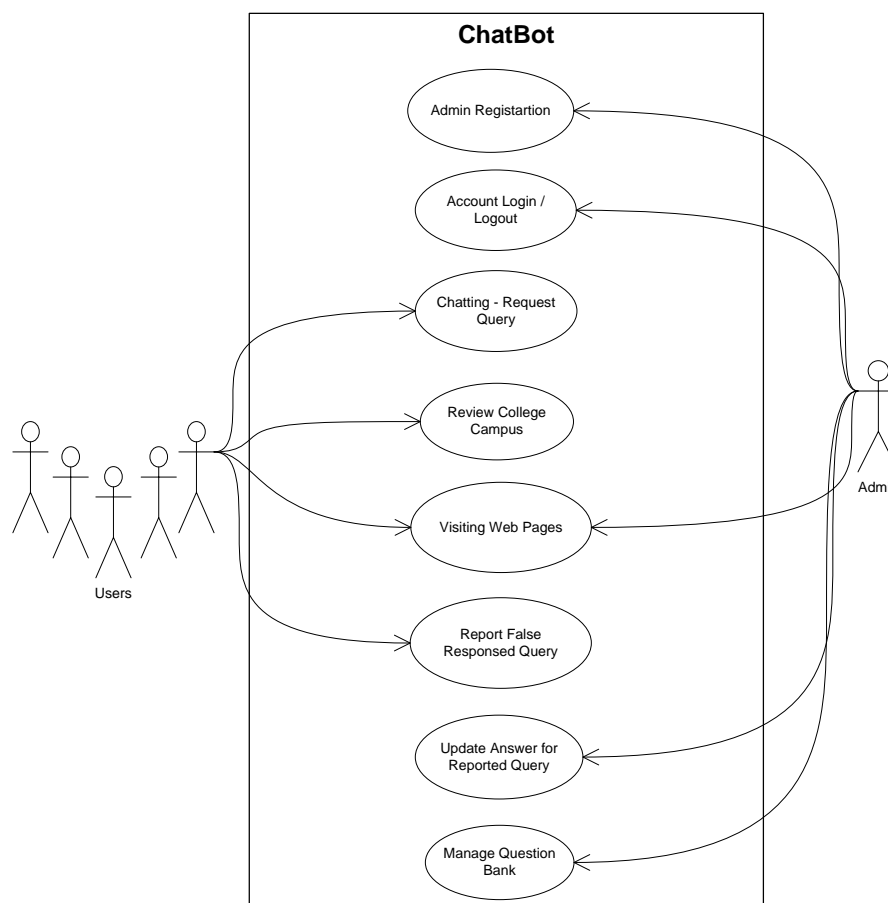 ChatBot
Admin Registartion
Account Login /
Logout
Chatting - Request
Query
Review College
Campus
Visiting Web Pages
Report False
Responsed Query
Update Answer for
Reported Query
Manage Question
Bank
Users
Adm